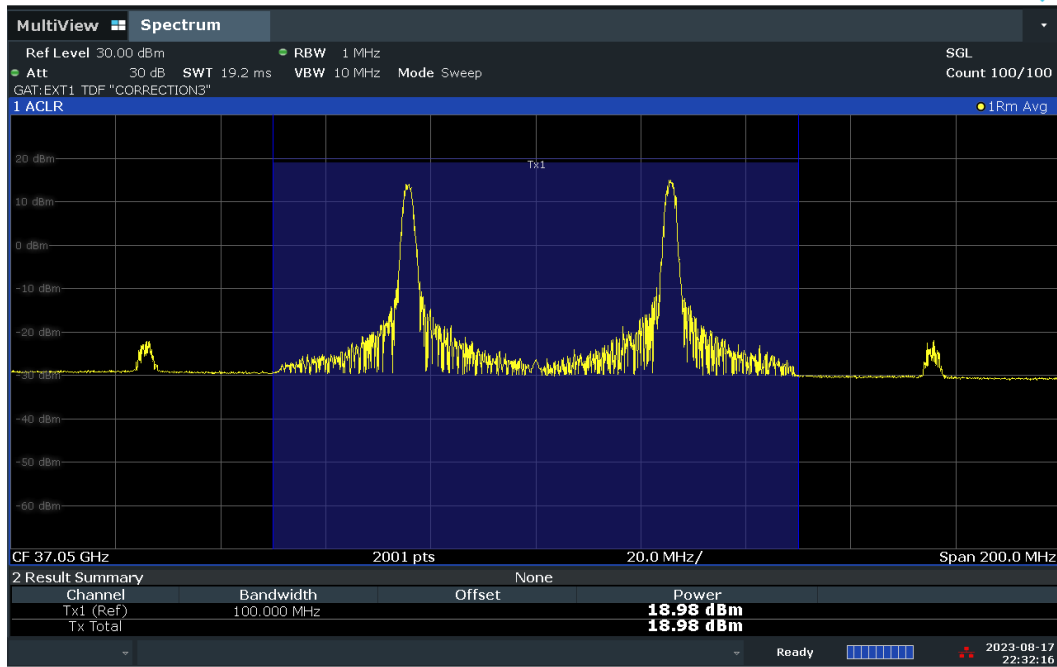 MultiView Spectrum
Ref Level 30.00 dBm RBW 1 MHz SGL
Att 30 dB SWT 19.2 ms VBW 10 MHz Mode Sweep Count 100/100
GAT:EXT1 TDF "CORRECTION3"
1 ACLR 1Rm Avg
20 dBm
Tx1
10 dBm
0 dBm
-10 dBm
-20 dBm
-30 dBm
-40 dBm
-50 dBm
-60 dBm
CF 37.05 GHz 2001 pts 20.0 MHz/ Span 200.0 MHz
2 Result Summary None
Channel Bandwidth Offset Power
Tx1 (Ref) 100.000 MHz 18.98 dBm
Tx Total 18.98 dBm
Ready 2023-08-17
22:32:16